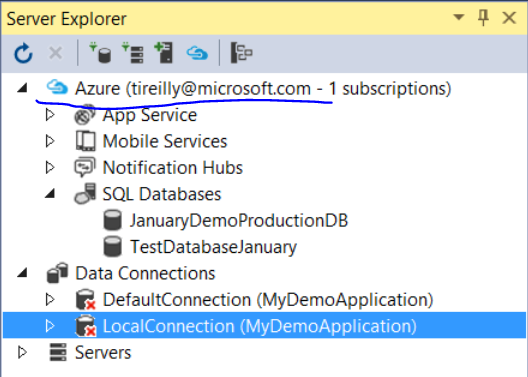 Server Explorer
Azure (tireilly@microsoft.com - 1 subscriptions)
App Service
Mobile Services
Notification Hubs
SQL Databases
JanuaryDemoProductionDB
TestDatabaseJanuary
Data Connections
DefaultConnection (MyDemoApplication)
LocalConnection (MyDemoApplication)
Servers